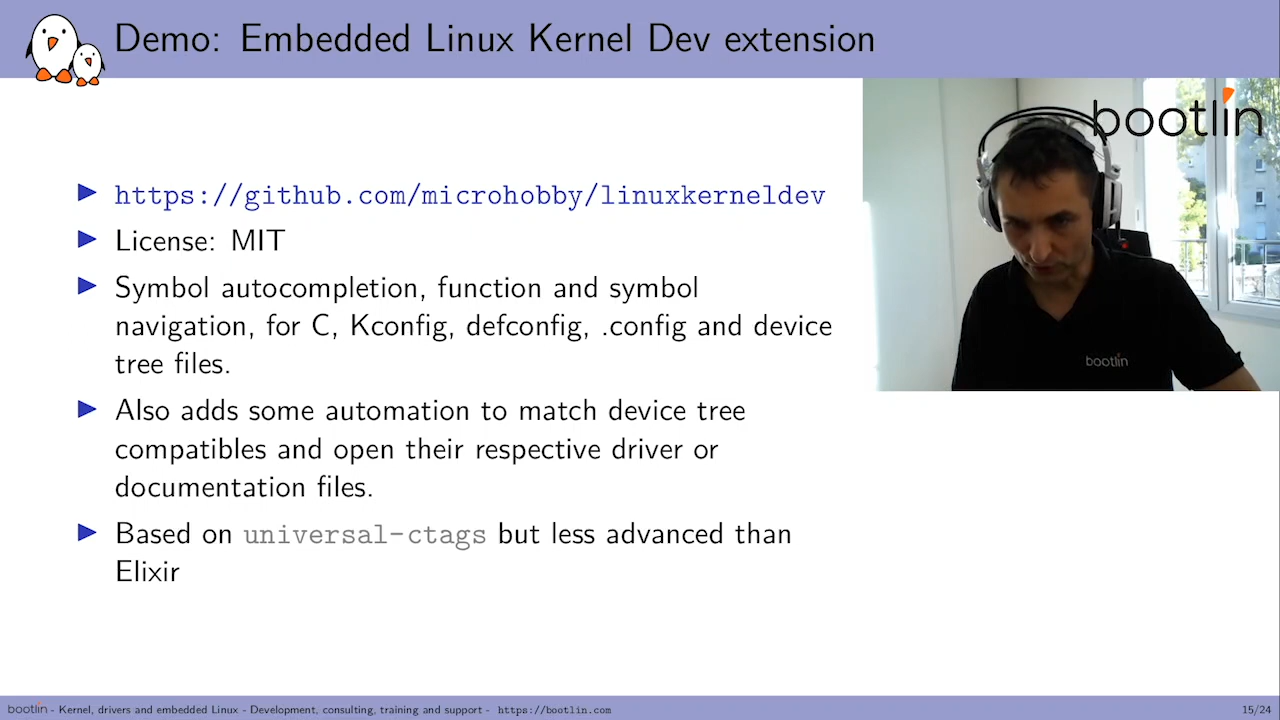 Demo: Embedded Linux Kernel Dev extension
bootlin
https://github.com/microhobby/linuxkerneldev
License: MIT
Symbol autocompletion, function and symbol
navigation, for C, Kconfig, defconfig, .config and device
tree files.
bootlin
Also adds some automation to match device tree
compatibles and open their respective driver or
documentation files.
Based on universal-ctags but less advanced than
Elixir
bootlin - Kernel, drivers and embedded Linux - Development, consulting, training and support - https://bootlin.com
15/24